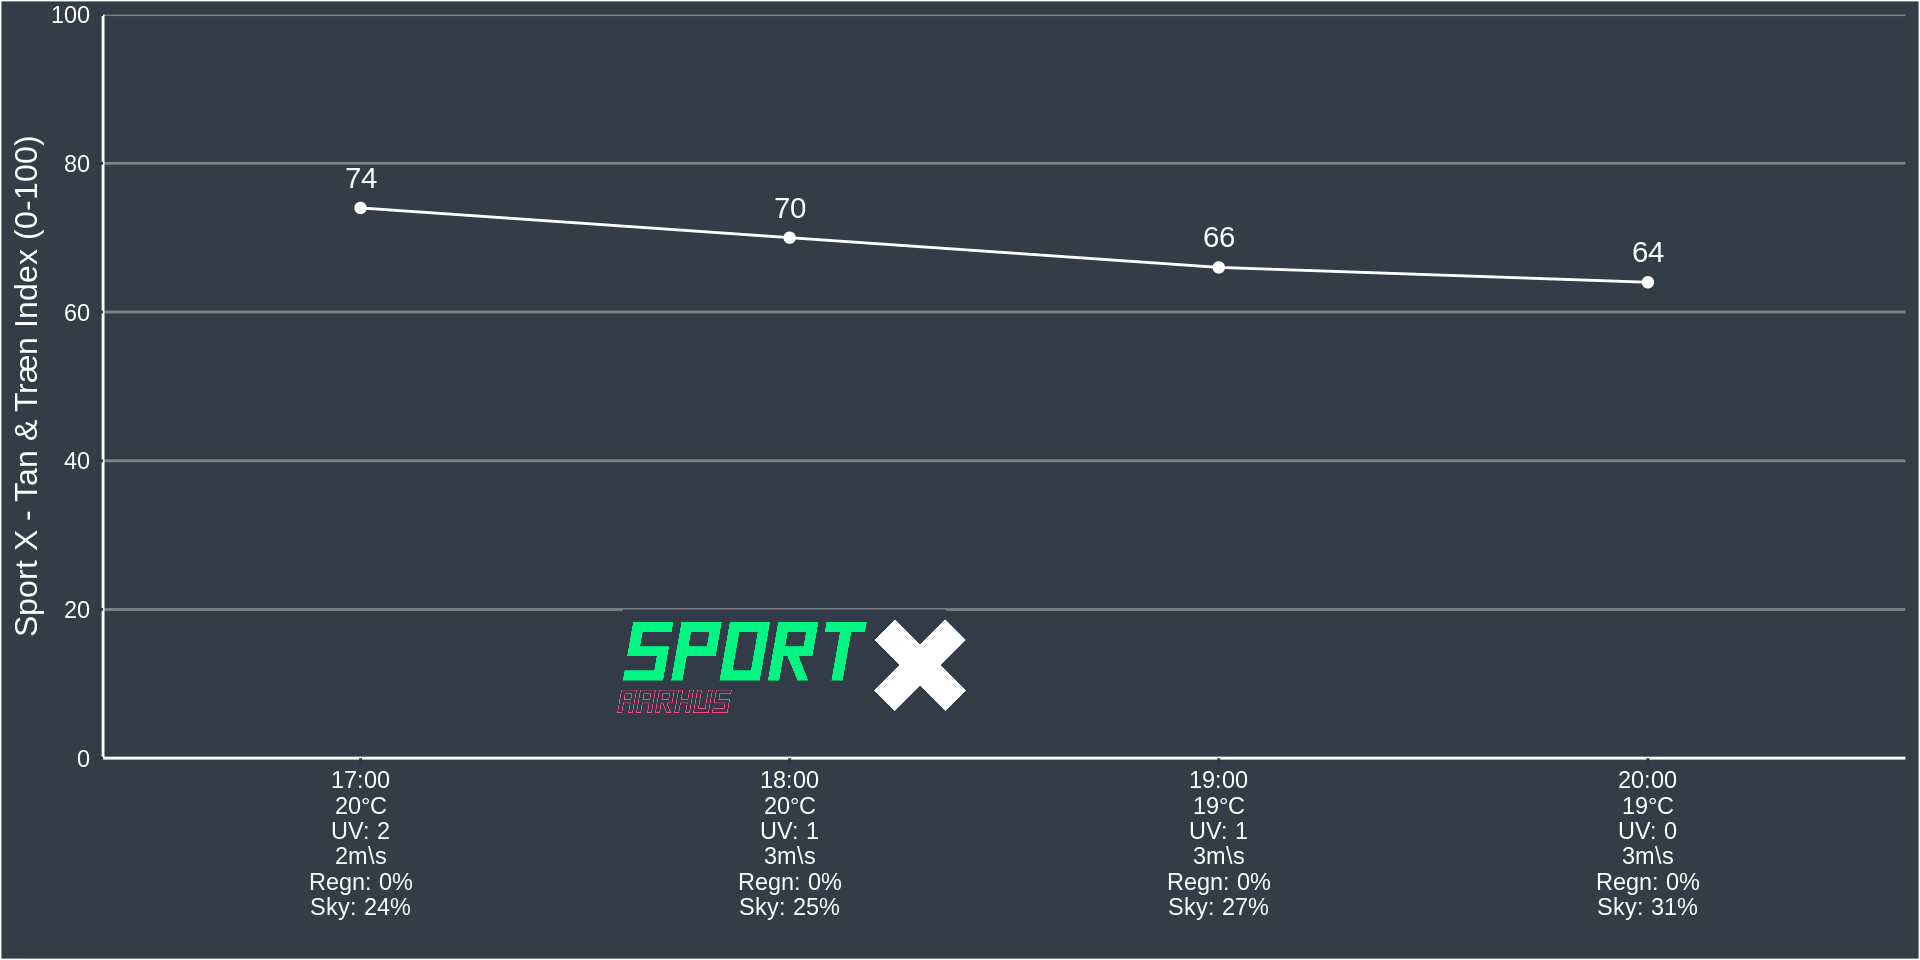 Sport X - Tan & Træn Index (0-100)
100
80
60
40
20
0
74
70
66
64
SPORT X
AARHUS
17:00
20°C
UV: 2
2m\s
Regn: 0%
Sky: 24%
18:00
20°C
UV: 1
3m\s
Regn: 0%
Sky: 25%
19:00
19°C
UV: 1
3m\s
Regn: 0%
Sky: 27%
20:00
19°C
UV: 0
3m\s
Regn: 0%
Sky: 31%